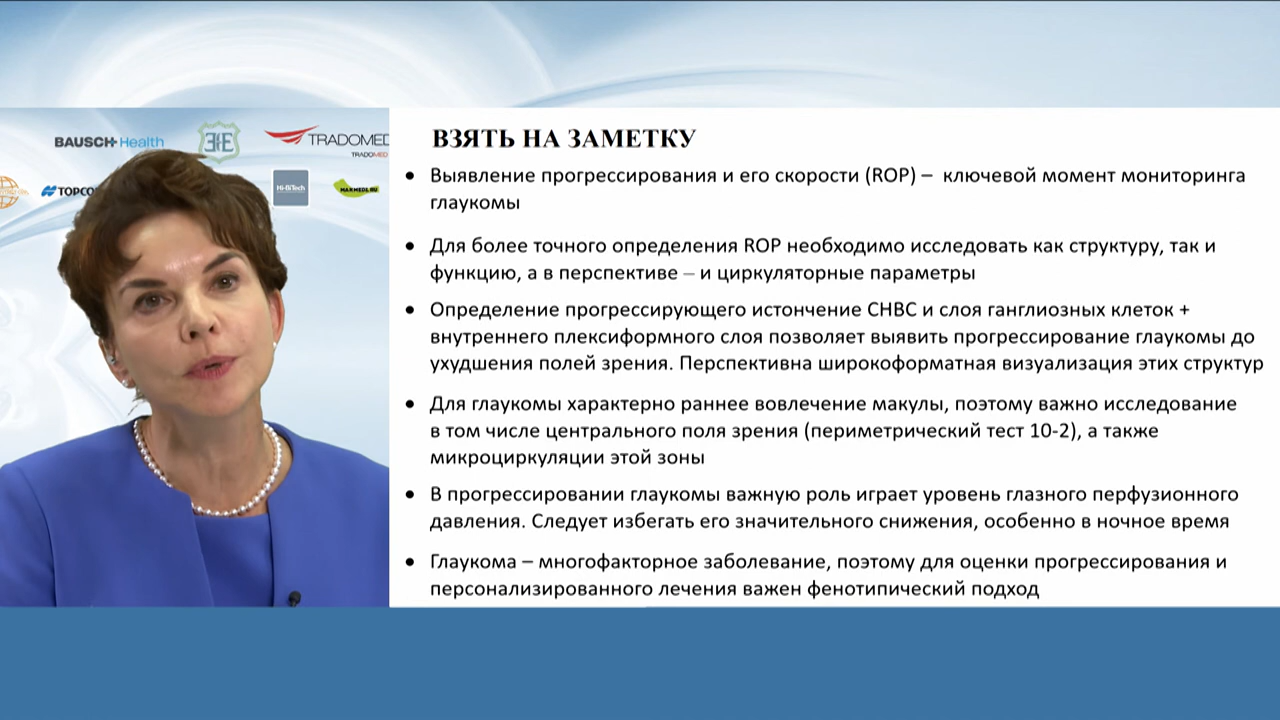 BAUSCH+Health
TRADOMED
TRADOMED
TOPCO
Hi-BiTech
MAKMEDI.RU
ВЗЯТЬ НА ЗАМЕТКУ
• Выявление прогрессирования и его скорости (ROP) – ключевой момент мониторинга
глаукомы
• Для более точного определения ROP необходимо исследовать как структуру, так и
функцию, а в перспективе – и циркуляторные параметры
• Определение прогрессирующего истончение СНВС и слоя ганглиозных клеток +
внутреннего плексиформного слоя позволяет выявить прогрессирование глаукомы до
ухудшения полей зрения. Перспективна широкоформатная визуализация этих структур
• Для глаукомы характерно раннее вовлечение макулы, поэтому важно исследование
в том числе центрального поля зрения (периметрический тест 10-2), а также
микроциркуляции этой зоны
• В прогрессировании глаукомы важную роль играет уровень глазного перфузионного
давления. Следует избегать его значительного снижения, особенно в ночное время
• Глаукома – многофакторное заболевание, поэтому для оценки прогрессирования и
персонализированного лечения важен фенотипический подход